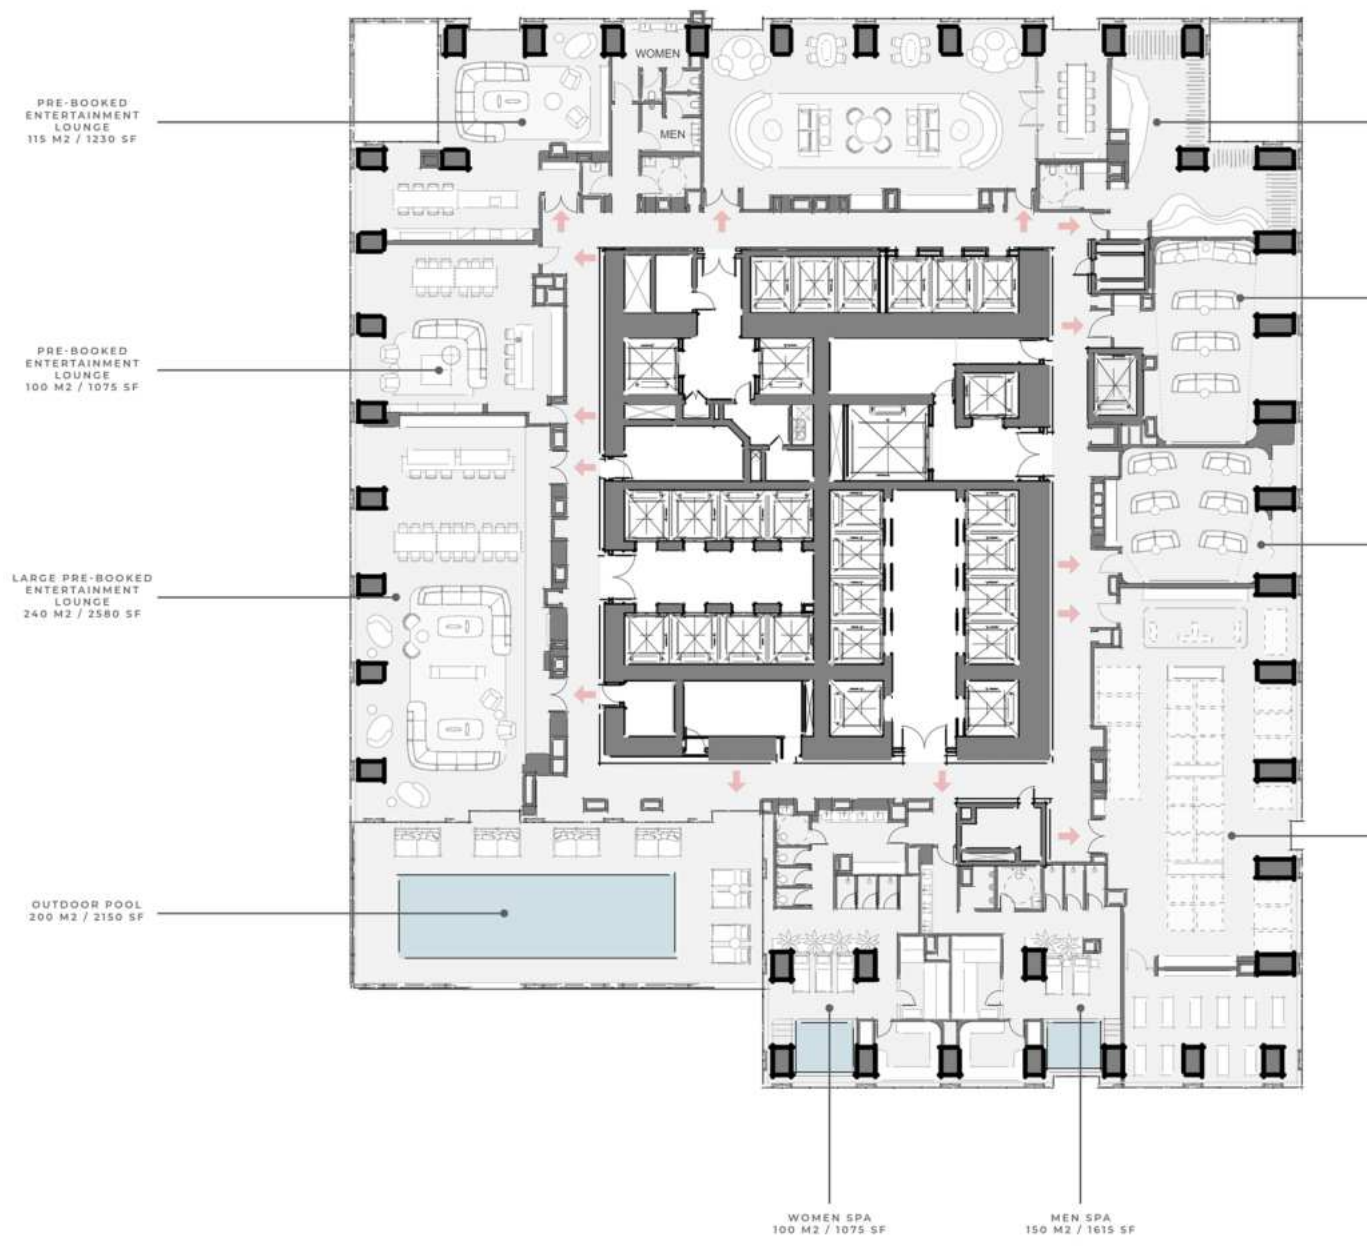 WOMEN
MEN
PRE-BOOKED
ENTERTAINMENT
LOUNGE
115 M2 / 1230 SF
PRE-BOOKED
ENTERTAINMENT
LOUNGE
100 M2 / 1075 SF
LARGE PRE-BOOKED
ENTERTAINMENT
LOUNGE
240 M2 / 2580 SF
OUTDOOR POOL
200 M2 / 2150 SF
WOMEN SPA
100 M2 / 1075 SF
MEN SPA
150 M2 / 1615 SF